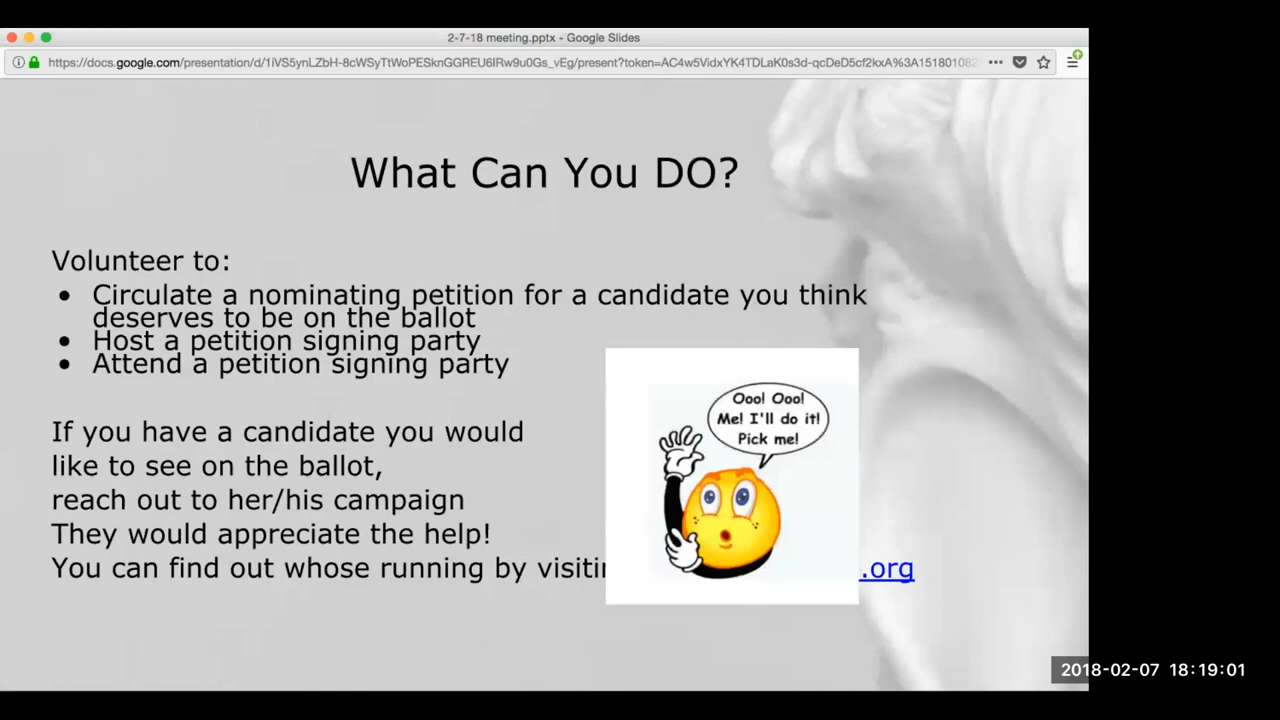 2-7-18 meeting.pptx - Google Slides
https://docs.google.com/presentation/d/1iVS5ynLZbH-8cWSyTtWoPESknGGREU6IRw9u0Gs_vEg/present?token=AC4w5VidxYK4TDLaK0s3d-qcDeD5cf2kxA%3A151801082
What Can You DO?
Volunteer to:
• Circulate a nominating petition for a candidate you think
deserves to be on the ballot
• Host a petition signing party
• Attend a petition signing party
If you have a candidate you would
like to see on the ballot,
reach out to her/his campaign
They would appreciate the help!
You can find out whose running by .org
Ooo! Ooo!
Me! I'll do it!
Pick me!
2018-02-07 18:19:01